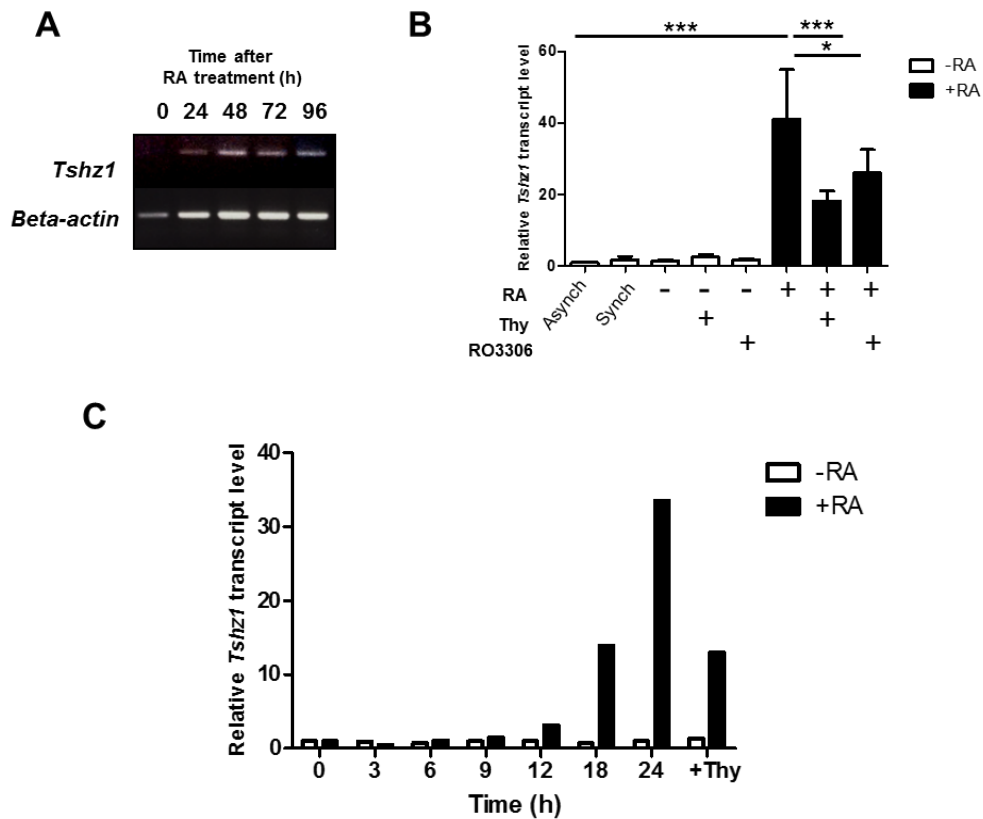 A
Time after
RA treatment (h)
0 24 48 72 96
Tshz1
Beta-actin
B
Relative Tshz1 transcript level
60
40
20
0
***
***
*
-RA
+RA
Asynch
Synch
RA - - - + + +
Thy + +
RO3306 + +
C
Relative Tshz1 transcript level
40
30
20
10
0
0 3 6 9 12 18 24 +Thy
Time (h)
-RA
+RA